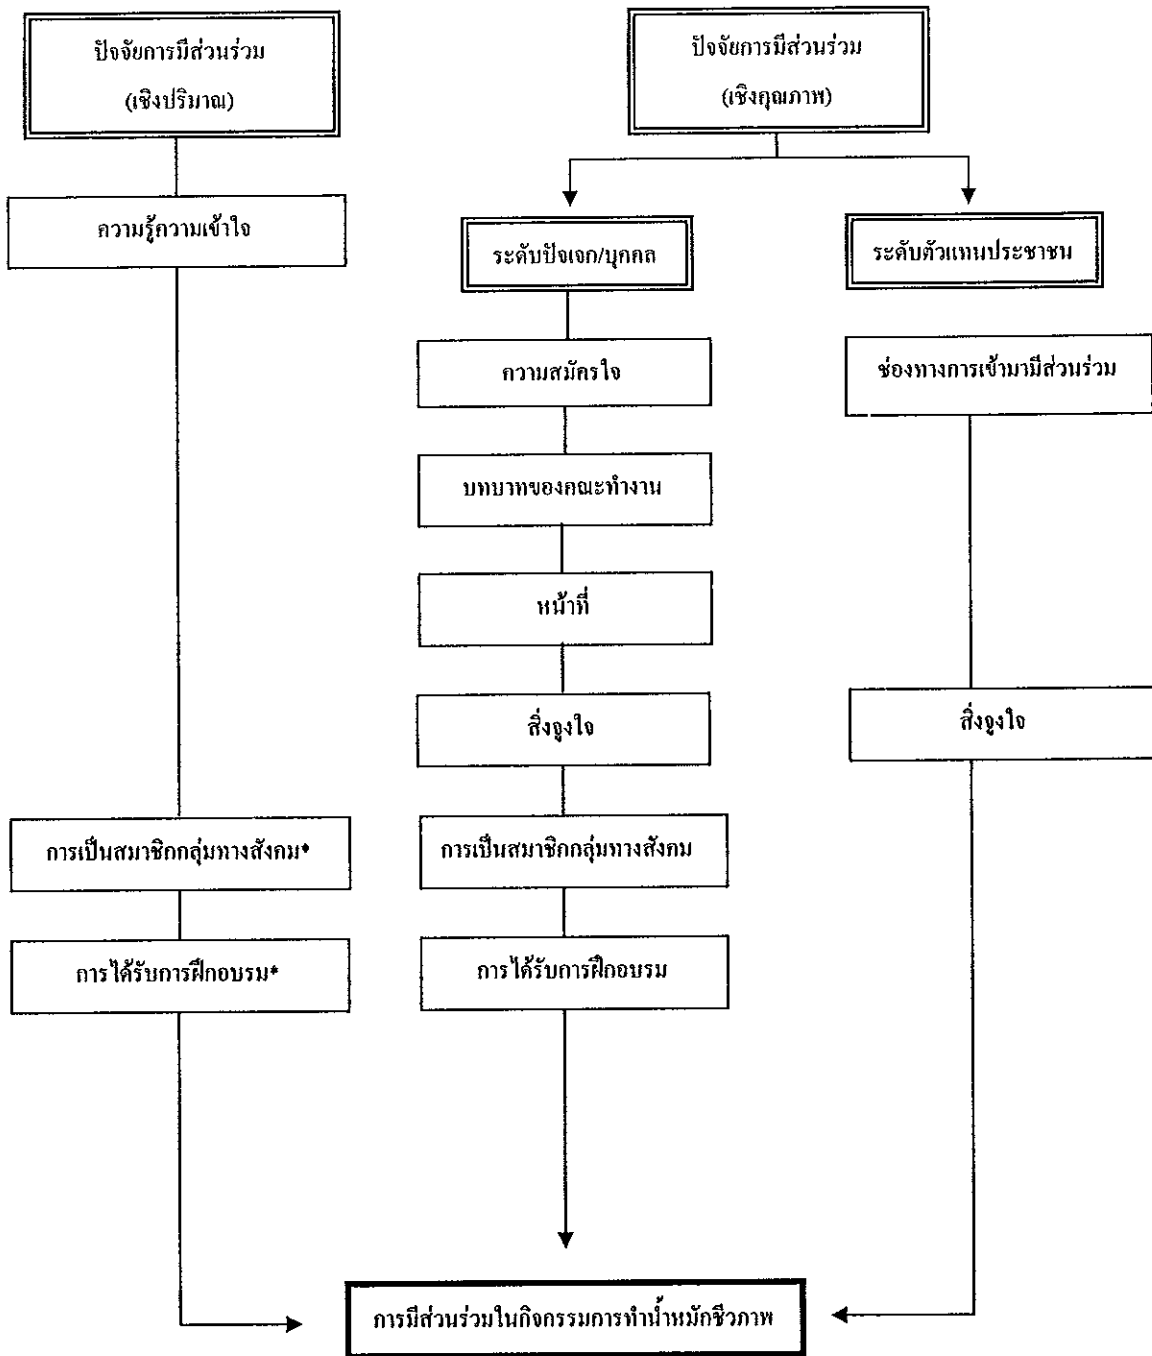 ปัจจัยการมีส่วนร่วม
(เชิงปริมาณ)
ความรู้ความเข้าใจ
การเป็นสมาชิกกลุ่มทางสังคม*
การได้รับการฝึกอบรม*
ปัจจัยการมีส่วนร่วม
(เชิงคุณภาพ)
ระดับปัจเจก/บุคคล
ความสมัครใจ
บทบาทของคณะทำงาน
หน้าที่
สิ่งจูงใจ
การเป็นสมาชิกกลุ่มทางสังคม
การได้รับการฝึกอบรม
ระดับตัวแทนประชาชน
ช่องทางการเข้ามามีส่วนร่วม
สิ่งจูงใจ
การมีส่วนร่วมในกิจกรรมการทำน้ำหมักชีวภาพ